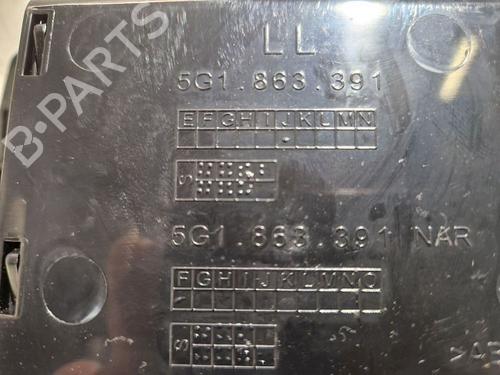 LL
5G1.863.391
EFGHIJKLMN
S
5G1.863.391 NAR
FGHIJKLMNO
S
B-PARTS